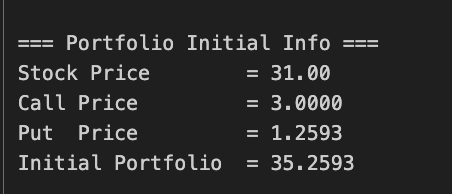 === Portfolio Initial Info ===
Stock Price        = 31.00
Call Price         = 3.0000
Put  Price         = 1.2593
Initial Portfolio  = 35.2593